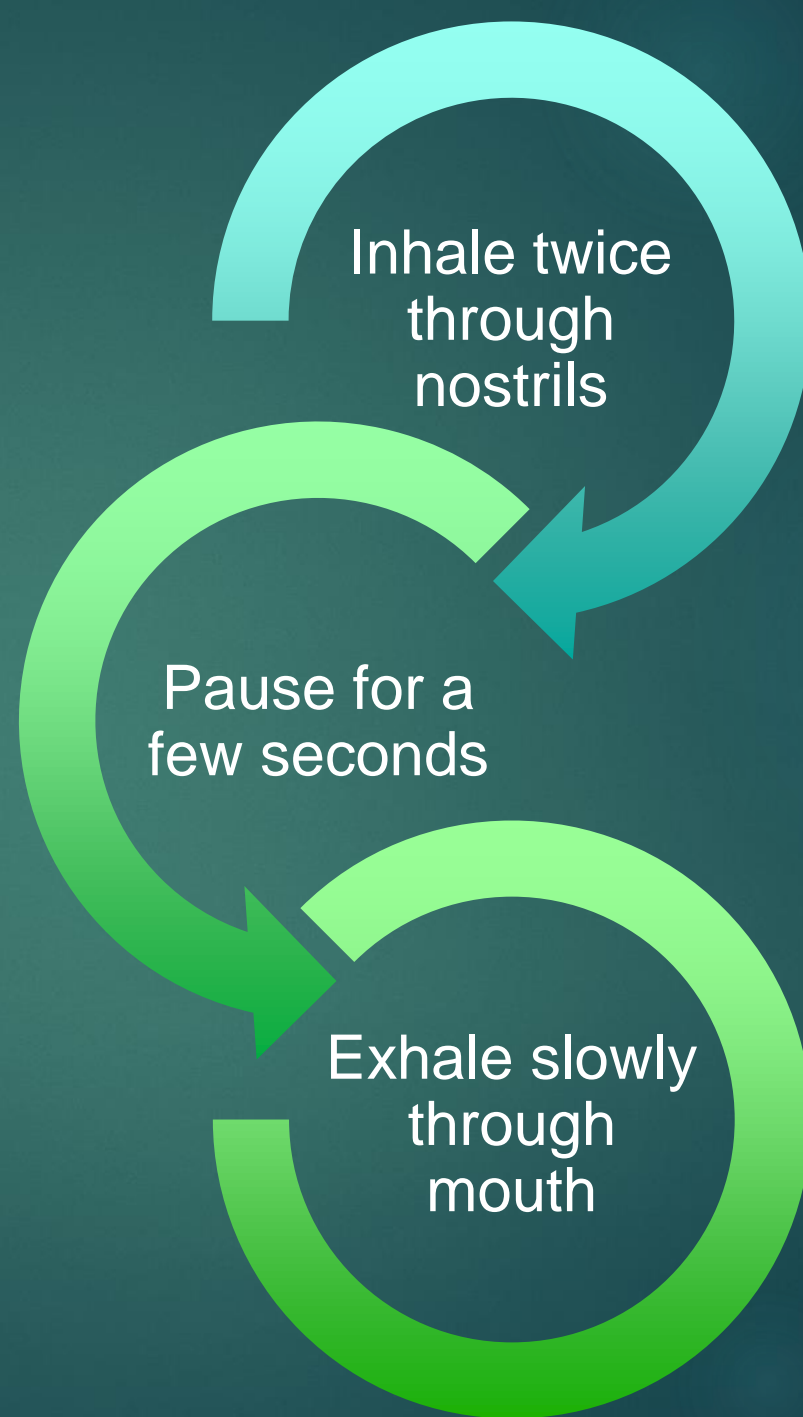 Inhale twice
through
nostrils
Pause for a
few seconds
Exhale slowly
through
mouth